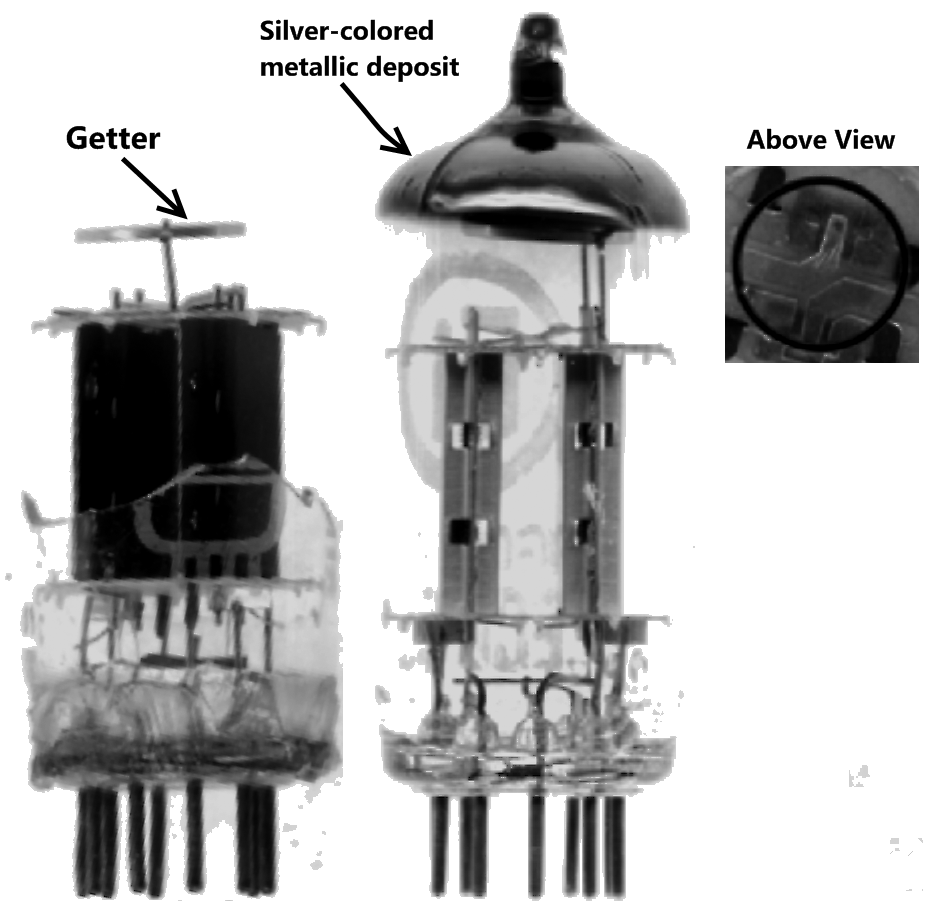 Silver-colored
metallic deposit
Getter
Above View